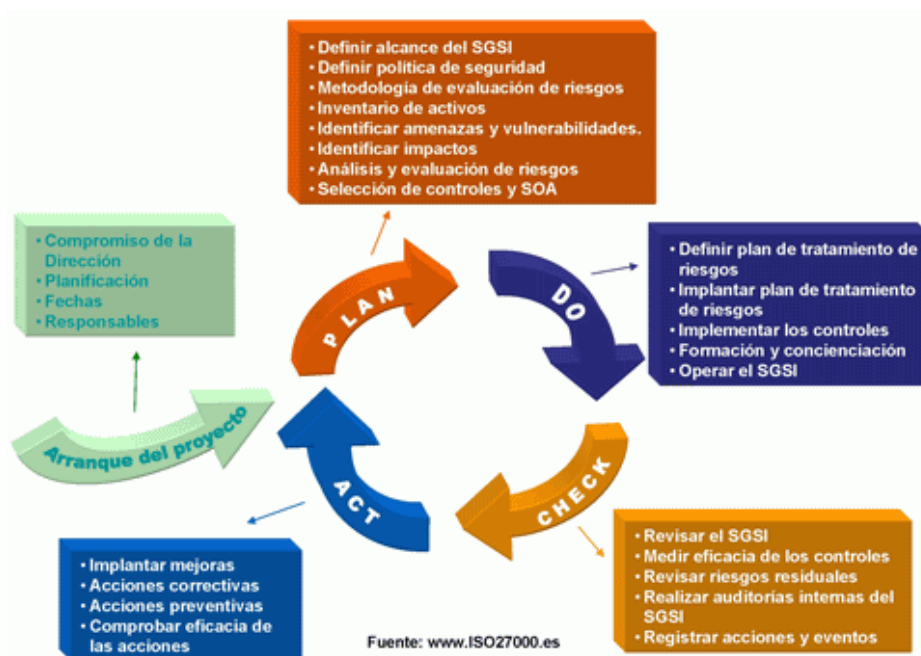 • Definir alcance del SGSI
• Definir política de seguridad
• Metodología de evaluación de riesgos
• Inventario de activos
• Identificar amenazas y vulnerabilidades.
• Identificar impactos
• Análisis y evaluación de riesgos
• Selección de controles y SOA
• Compromiso de la
Dirección
• Planificación
• Fechas
• Responsables
• Definir plan de tratamiento de
riesgos
• Implantar plan de tratamiento
de riesgos
• Implementar los controles
• Formación y concienciación
• Operar el SGSI
PLAN
DO
Arranque del proyecto
ACT
CHECK
• Implantar mejoras
• Acciones correctivas
• Acciones preventivas
• Comprobar eficacia de
las acciones
• Revisar el SGSI
• Medir eficacia de los controles
• Revisar riesgos residuales
• Realizar auditorías internas del
SGSI
• Registrar acciones y eventos
Fuente: www.ISO27000.es